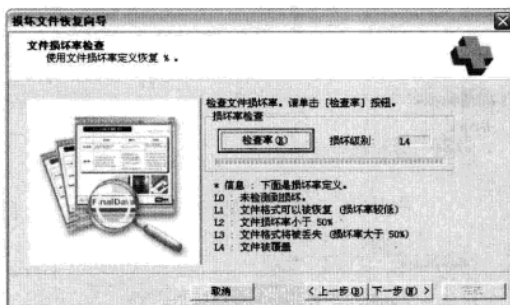 损坏文件恢复向导
文件损坏率检查
使用文件损坏率定义恢复 % 。
检查文件损坏率。请单击 [检查率] 按钮。
损坏率检查
检查率(R) 损坏级别: L4
FinalData
* 信息 : 下面是损坏率定义。
L0 : 未检测到损坏。
L1 : 文件格式可以被恢复 (损坏率较低)
L2 : 文件损坏率小于 50%
L3 : 文件格式将被丢失 (损坏率大于 50%)
L4 : 文件被覆盖
取消 < 上一步(B) 下一步(N) > 完成